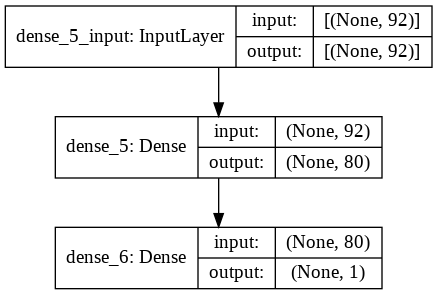 dense_5_input: InputLayer
input: [(None, 92)]
output: [(None, 92)]
dense_5: Dense
input: (None, 92)
output: (None, 80)
dense_6: Dense
input: (None, 80)
output: (None, 1)